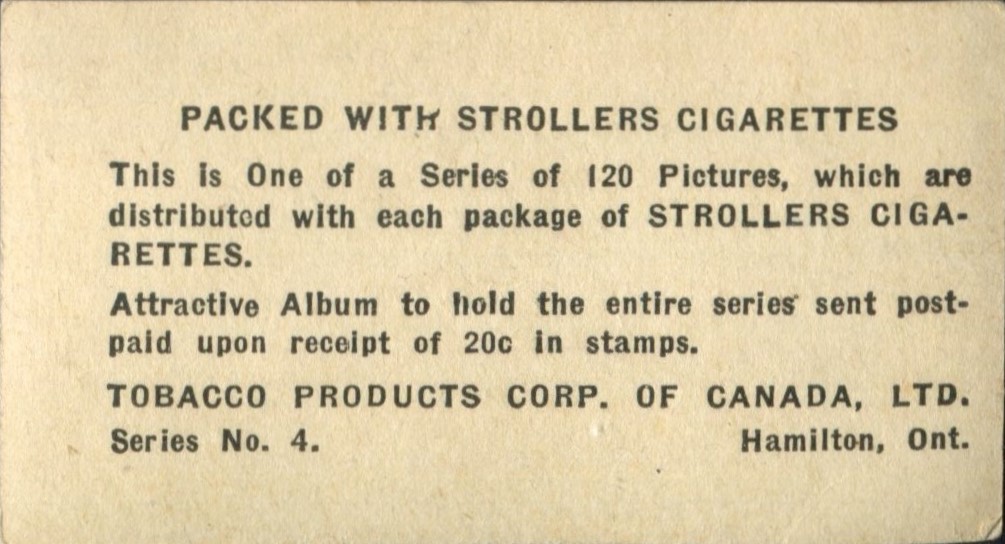 PACKED WITH STROLLERS CIGARETTES
This is One of a Series of 120 Pictures, which are
distributed with each package of STROLLERS CIGA-
RETTES.
Attractive Album to hold the entire series sent post-
paid upon receipt of 20c in stamps.
TOBACCO PRODUCTS CORP. OF CANADA, LTD.
Series No. 4. Hamilton, Ont.